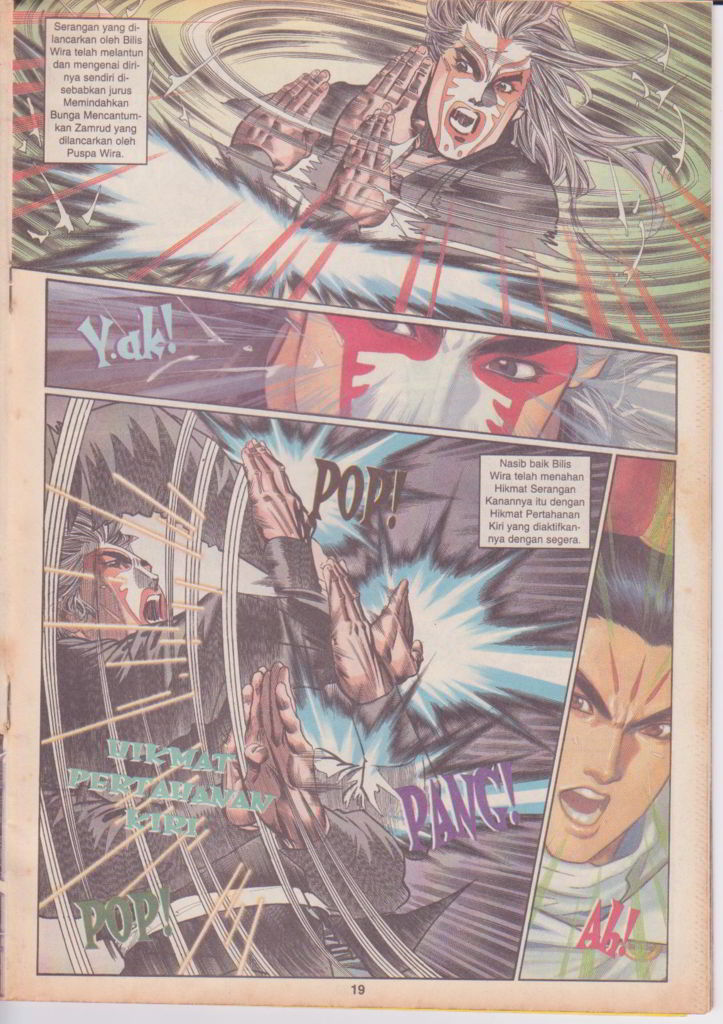 Serangan yang di-
lancarkan oleh Bilis
Wira telah melantun
dan mengenai diri-
nya sendiri di-
sebabkan jurus
Memindahkan
Bunga Mencantum-
kan Zamrud yang
dilancarkan oleh
Puspa Wira.
Yak!
POP!
Nasib baik Bilis
Wira telah menahan
Hikmat Serangan
Kanannya itu dengan
Hikmat Pertahanan
Kiri yang diaktifkan-
nya dengan segera.
HIKMAT
PERTAHANAN
KIRI
PANG!
POP!
Ah!
19